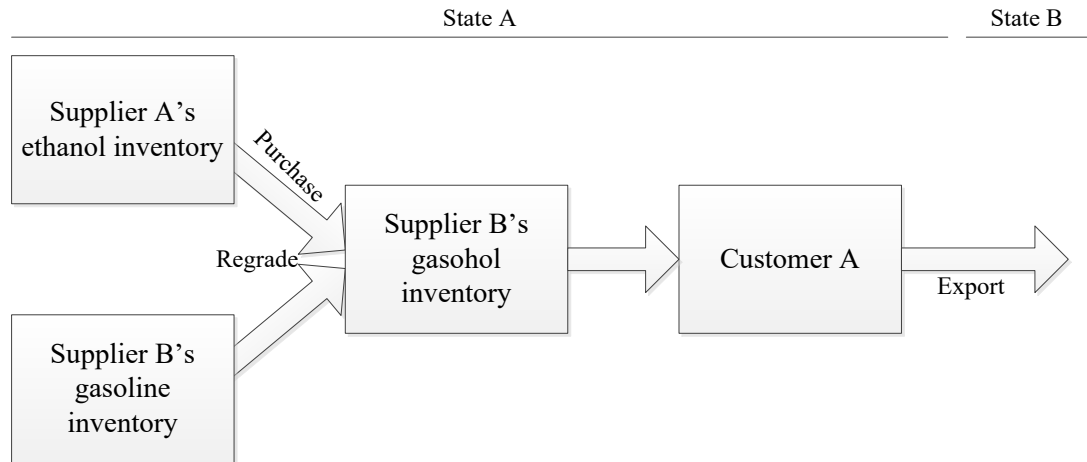 State A
State B
Supplier A’s
ethanol inventory
Purchase
Regrade
Supplier B’s
gasoline
inventory
Supplier B’s
gasohol
inventory
Customer A
Export